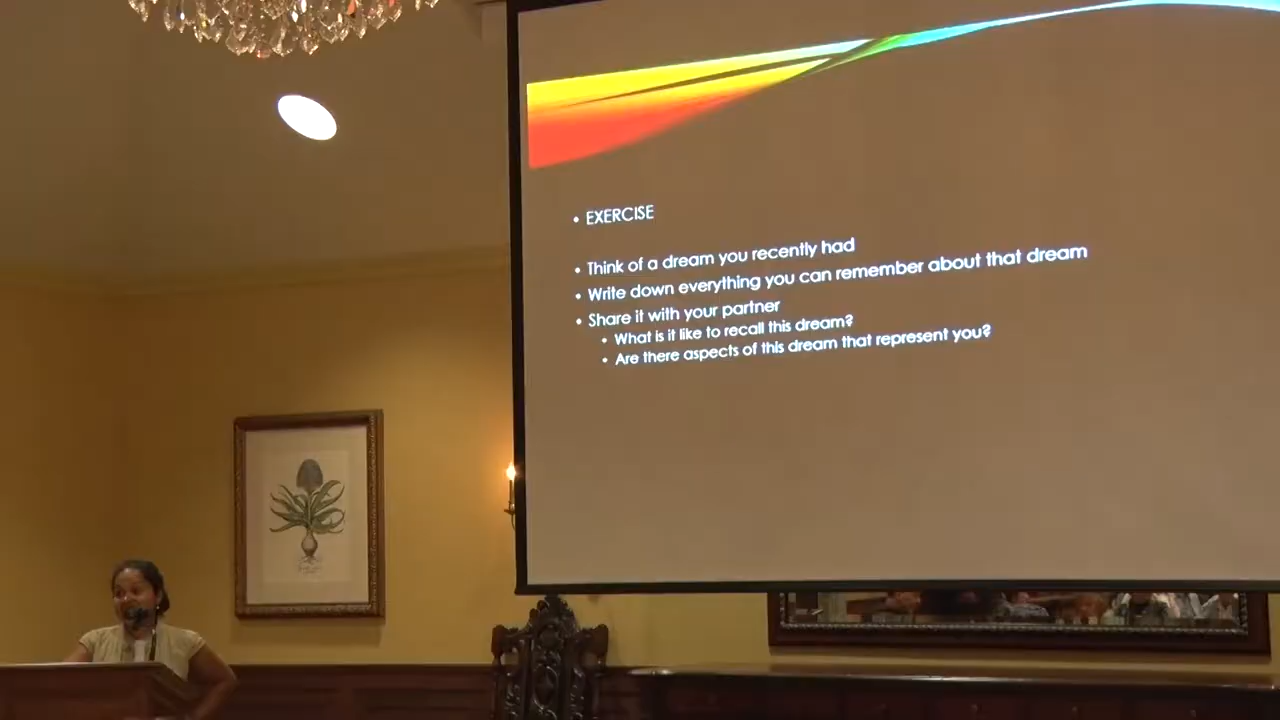 • EXERCISE
• Think of a dream you recently had
• Write down everything you can remember about that dream
• Share it with your partner
• What is it like to recall this dream?
• Are there aspects of this dream that represent you?